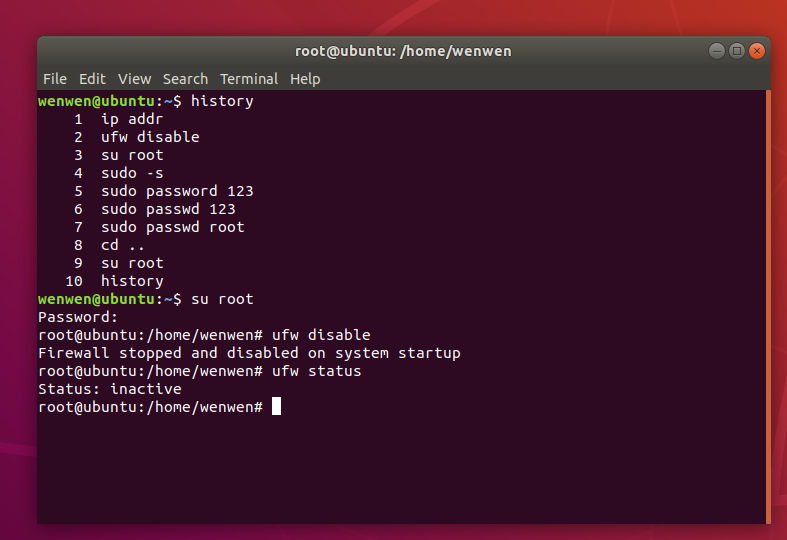 root@ubuntu: /home/wenwen
File Edit View Search Terminal Help
wenwen@ubuntu:~$ history
    1  ip addr
    2  ufw disable
    3  su root
    4  sudo -s
    5  sudo password 123
    6  sudo passwd 123
    7  sudo passwd root
    8  cd ..
    9  su root
   10  history
wenwen@ubuntu:~$ su root
Password:
root@ubuntu:/home/wenwen# ufw disable
Firewall stopped and disabled on system startup
root@ubuntu:/home/wenwen# ufw status
Status: inactive
root@ubuntu:/home/wenwen#